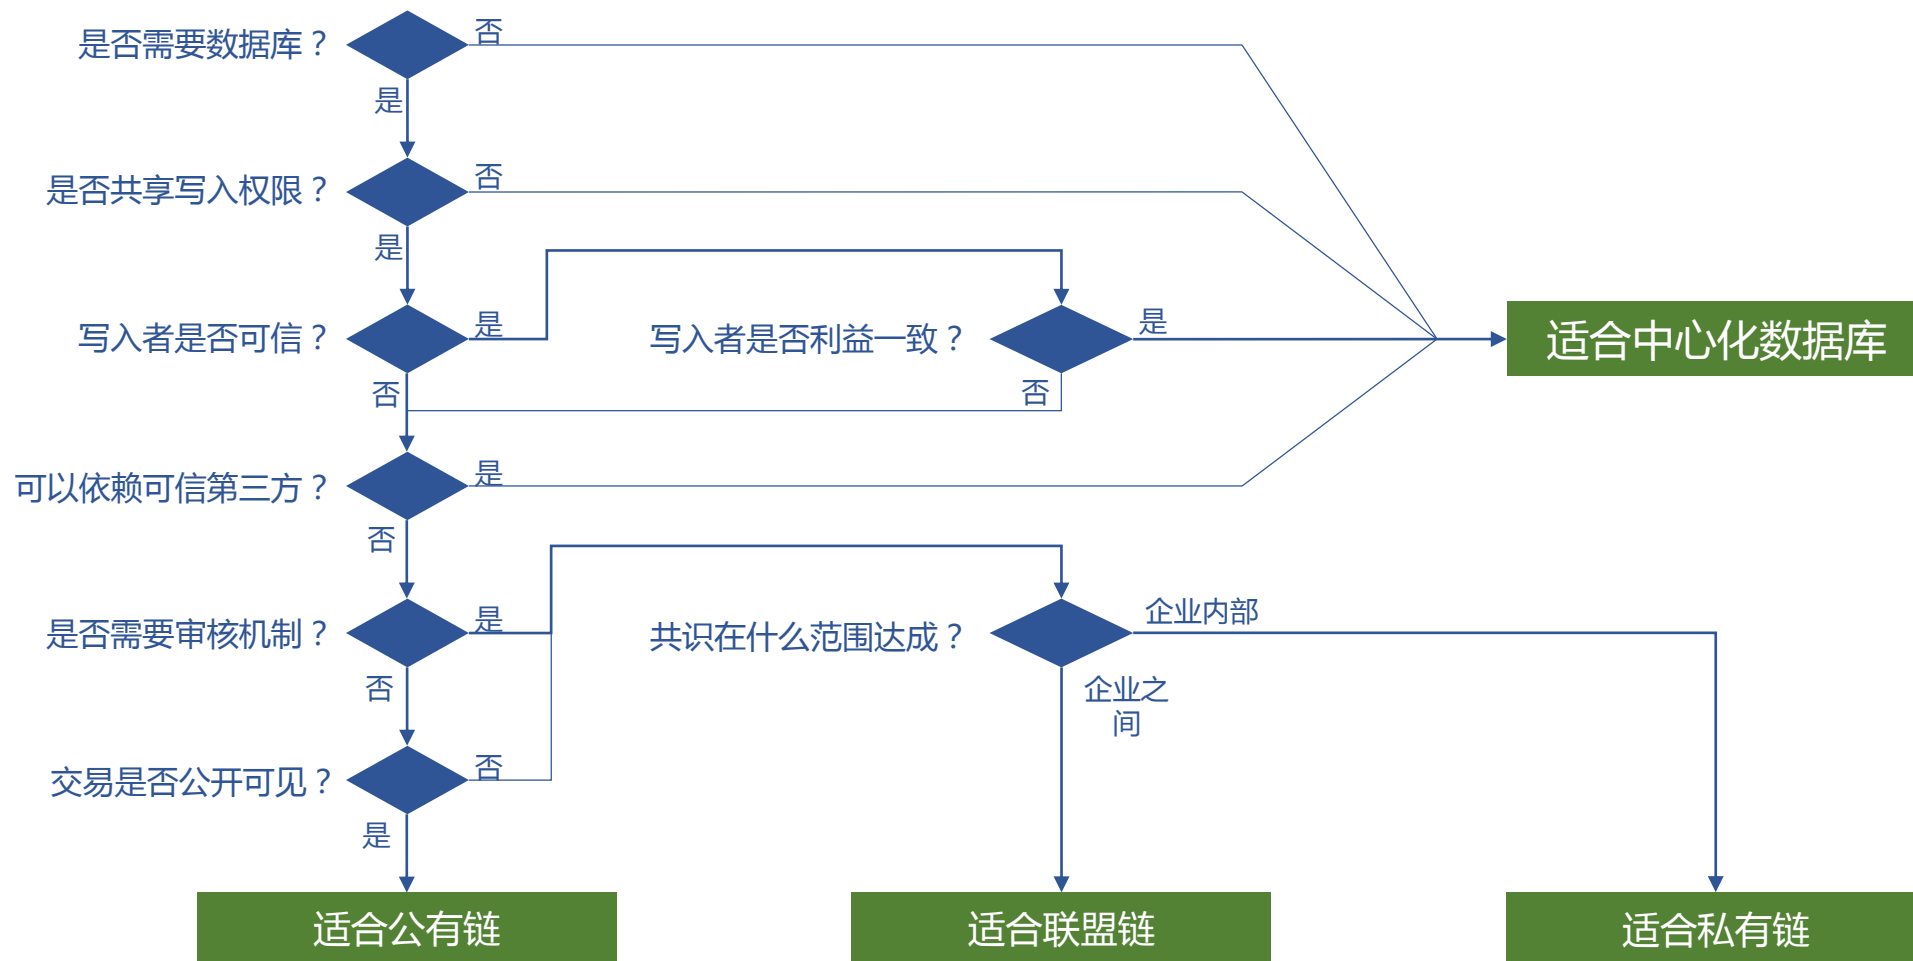 是否需要数据库？
否
是
是否共享写入权限？
否
是
写入者是否可信？
是
写入者是否利益一致？
是
适合中心化数据库
否
否
可以依赖可信第三方？
是
否
是否需要审核机制？
是
共识在什么范围达成？
企业内部
否
企业之
间
交易是否公开可见？
否
是
适合公有链
适合联盟链
适合私有链